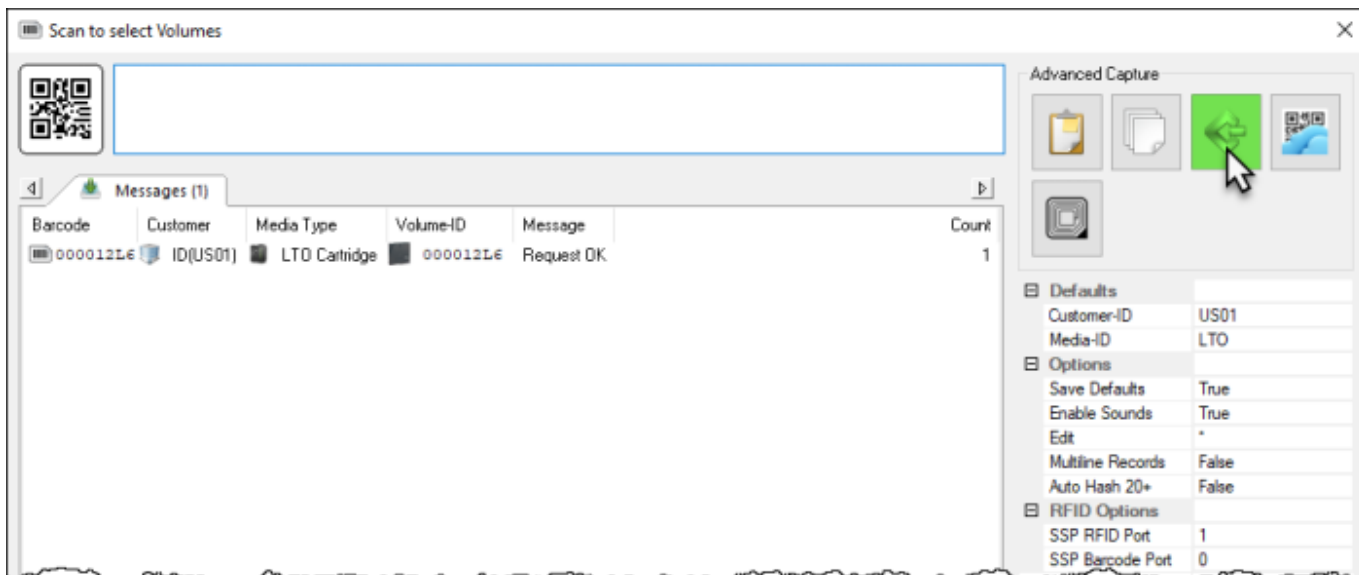 Scan to select Volumes
Advanced Capture
Messages (1)
Barcode Customer Media Type Volume-ID Message Count
000012L6 ID(US01) LTO Cartridge 000012L6 Request OK 1
Defaults
Customer-ID US01
Media-ID LTO
Options
Save Defaults True
Enable Sounds True
Edit *
Multiline Records False
Auto Hash 20+ False
RFID Options
SSP RFID Port 1
SSP Barcode Port 0